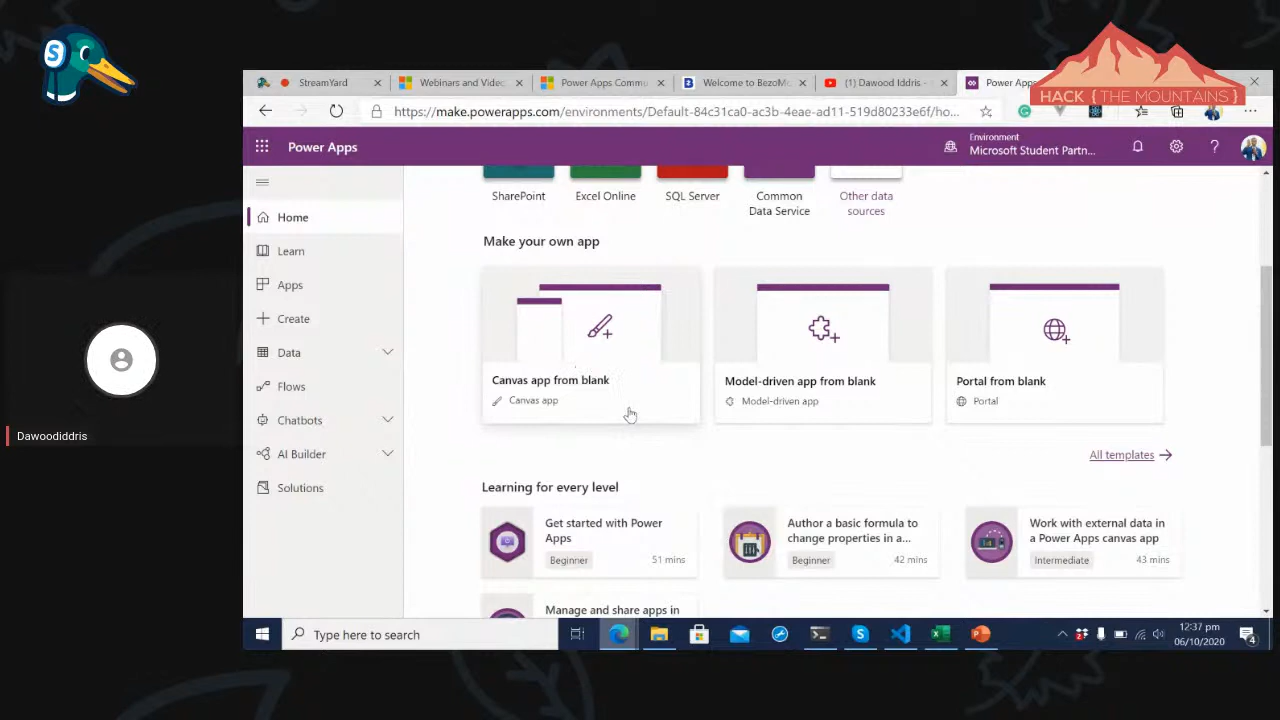 S
HACK { THE MOUNTAINS }
StreamYard
Webinars and Video
Power Apps Commu
Welcome to BezoMo
(1) Dawood Iddris -
Power Apps
https://make.powerapps.com/environments/Default-84c31ca0-ac3b-4eae-ad11-519d80233e6f/ho...
Power Apps
Environment
Microsoft Student Partn...
Home
Learn
Apps
Create
Data
Flows
Chatbots
AI Builder
Solutions
SharePoint
Excel Online
SQL Server
Common
Data Service
Other data
sources
Make your own app
Canvas app from blank
Canvas app
Model-driven app from blank
Model-driven app
Portal from blank
Portal
All templates
Learning for every level
Get started with Power
Apps
Beginner
51 mins
Author a basic formula to
change properties in a...
Beginner
42 mins
Work with external data in
a Power Apps canvas app
Intermediate
43 mins
Manage and share apps in
Dawoodiddris
Type here to search
12:37 pm
06/10/2020
4